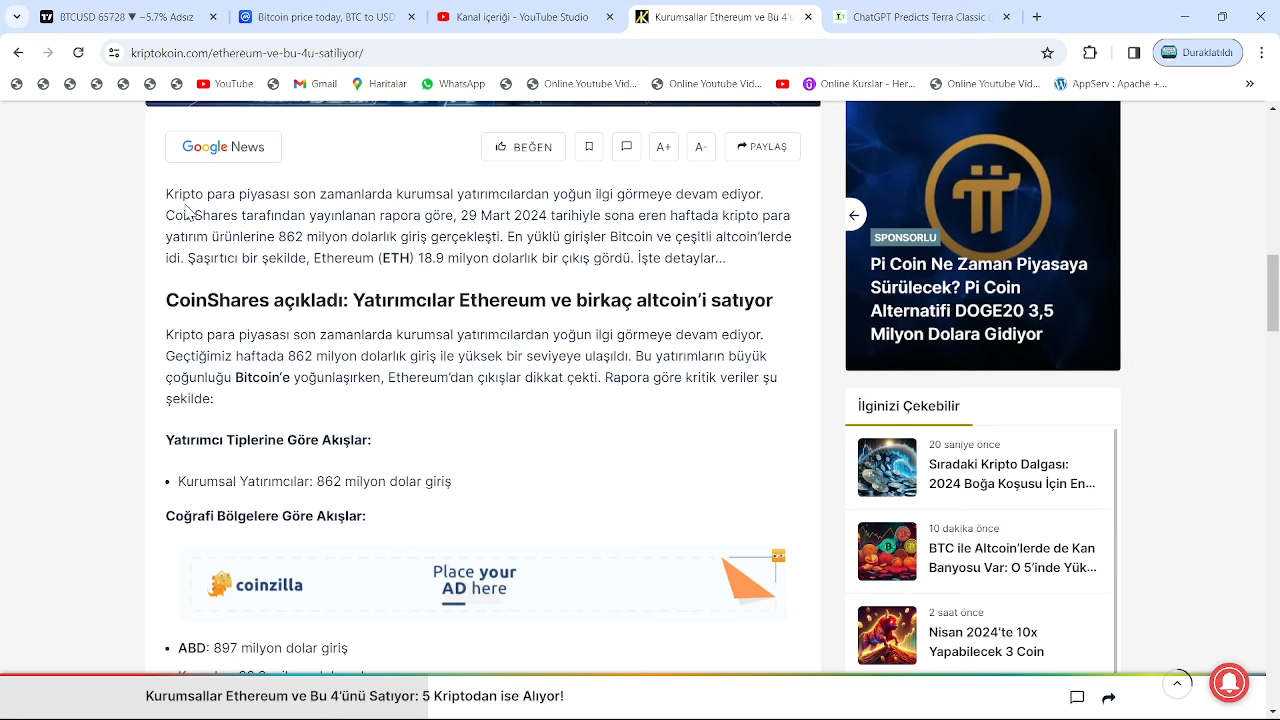 BTCUSD 657... ▼ −5.7% Kaiser
Bitcoin price today, BTC to USD
Kanal içeriği - YouTube Studio
Kurumsallar Ethereum ve Bu 4'ü
ChatGPT Predicts These Classic
kriptokoin.com/ethereum-ve-bu-4u-satiliyor/
Duraklatıldı
YouTube
Gmail
Haritalar
WhatsApp
Online Youtube Vid...
Online Youtube Vid...
Online Kurslar - Her...
Online Youtube Vid...
AppServ : Apache +...
Google News
BEĞEN
A+
A-
PAYLAŞ
Kripto para piyasası son zamanlarda kurumsal yatırımcılardan yoğun ilgi görmeye devam ediyor.
CoinShares tarafından yayınlanan rapora göre, 29 Mart 2024 tarihiyle sona eren haftada kripto para
yatırım ürünlerine 862 milyon dolarlık giriş gerçekleşti. En yüklü girişler Bitcoin ve çeşitli altcoin'lerde
idi. Şaşırtıcı bir şekilde, Ethereum (ETH) 18.9 milyon dolarlık bir çıkış gördü. İşte detaylar…
CoinShares açıkladı: Yatırımcılar Ethereum ve birkaç altcoin'i satıyor
Kripto para piyasası son zamanlarda kurumsal yatırımcılardan yoğun ilgi görmeye devam ediyor.
Geçtiğimiz haftada 862 milyon dolarlık giriş ile yüksek bir seviyeye ulaşıldı. Bu yatırımların büyük
çoğunluğu Bitcoin'e yoğunlaşırken, Ethereum'dan çıkışlar dikkat çekti. Rapora göre kritik veriler şu
şekilde:
Yatırımcı Tiplerine Göre Akışlar:
• Kurumsal Yatırımcılar: 862 milyon dolar giriş
Coğrafi Bölgelere Göre Akışlar:
coinzilla
Place your
AD here
• ABD: 897 milyon dolar giriş
SPONSORLU
Pi Coin Ne Zaman Piyasaya
Sürülecek? Pi Coin
Alternatifi DOGE20 3,5
Milyon Dolara Gidiyor
İlginizi Çekebilir
20 saniye önce
Sıradaki Kripto Dalgası:
2024 Boğa Koşusu İçin En...
10 dakika önce
BTC ile Altcoin'lerde de Kan
Banyosu Var: O 5'inde Yük...
2 saat önce
Nisan 2024'te 10x
Yapabilecek 3 Coin
Kurumsallar Ethereum ve Bu 4'ünü Satıyor: 5 Kriptodan ise Alıyor!